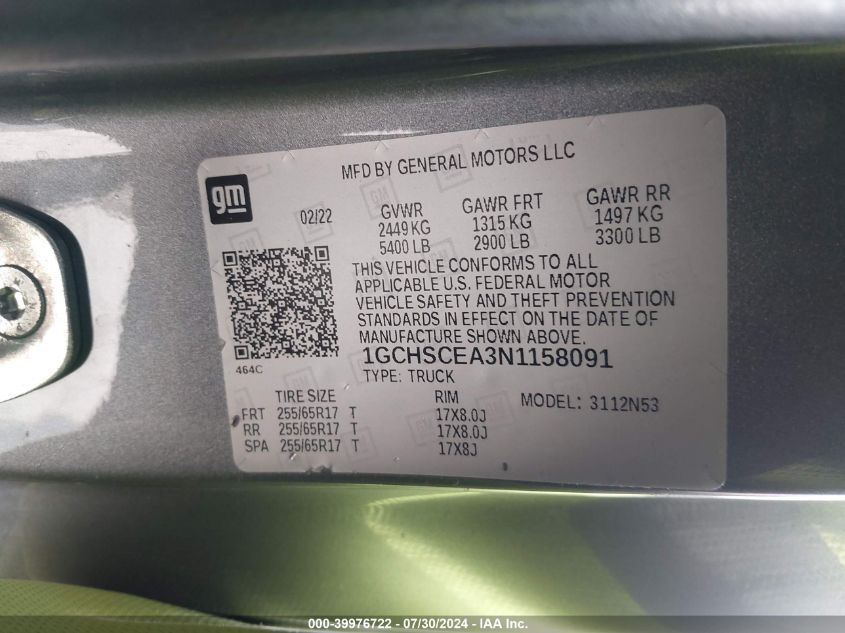 MFD BY GENERAL MOTORS LLC
gm
02/22 GVWR GAWR FRT GAWR RR
2449 KG 1315 KG 1497 KG
5400 LB 2900 LB 3300 LB
THIS VEHICLE CONFORMS TO ALL
APPLICABLE U.S. FEDERAL MOTOR
VEHICLE SAFETY AND THEFT PREVENTION
STANDARDS IN EFFECT ON THE DATE OF
MANUFACTURE SHOWN ABOVE.
464C 1GCHSCEA3N1158091
TYPE: TRUCK
TIRE SIZE RIM MODEL: 3112N53
FRT 255/65R17 T 17X8.0J
RR 255/65R17 T 17X8.0J
SPA 255/65R17 T 17X8J
000-39976722 - 07/30/2024 - IAA Inc.